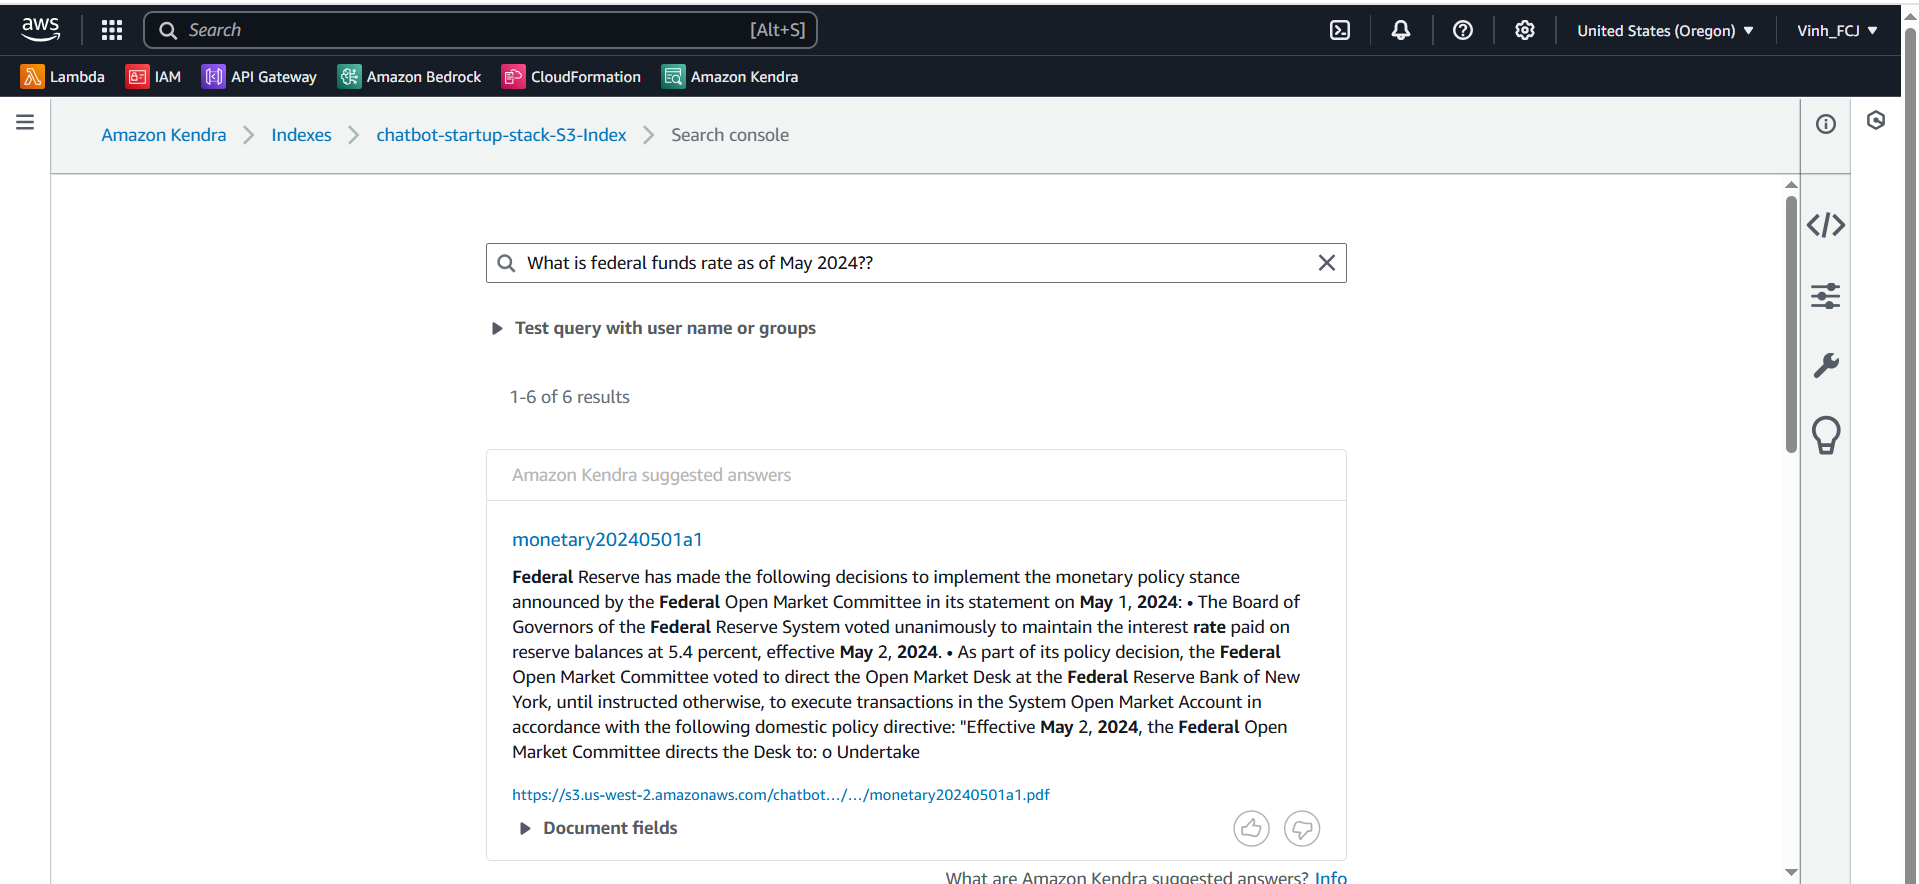 aws
Search
[Alt+S]
United States (Oregon)
Vinh_FCJ
Lambda
IAM
API Gateway
Amazon Bedrock
CloudFormation
Amazon Kendra
Amazon Kendra
Indexes
chatbot-startup-stack-S3-Index
Search console
What is federal funds rate as of May 2024??
Test query with user name or groups
1-6 of 6 results
Amazon Kendra suggested answers
monetary20240501a1
Federal Reserve has made the following decisions to implement the monetary policy stance
announced by the Federal Open Market Committee in its statement on May 1, 2024: • The Board of
Governors of the Federal Reserve System voted unanimously to maintain the interest rate paid on
reserve balances at 5.4 percent, effective May 2, 2024. • As part of its policy decision, the Federal
Open Market Committee voted to direct the Open Market Desk at the Federal Reserve Bank of New
York, until instructed otherwise, to execute transactions in the System Open Market Account in
accordance with the following domestic policy directive: "Effective May 2, 2024, the Federal Open
Market Committee directs the Desk to: o Undertake
https://s3.us-west-2.amazonaws.com/chatbot.../.../monetary20240501a1.pdf
Document fields
What are Amazon Kendra suggested answers? Info